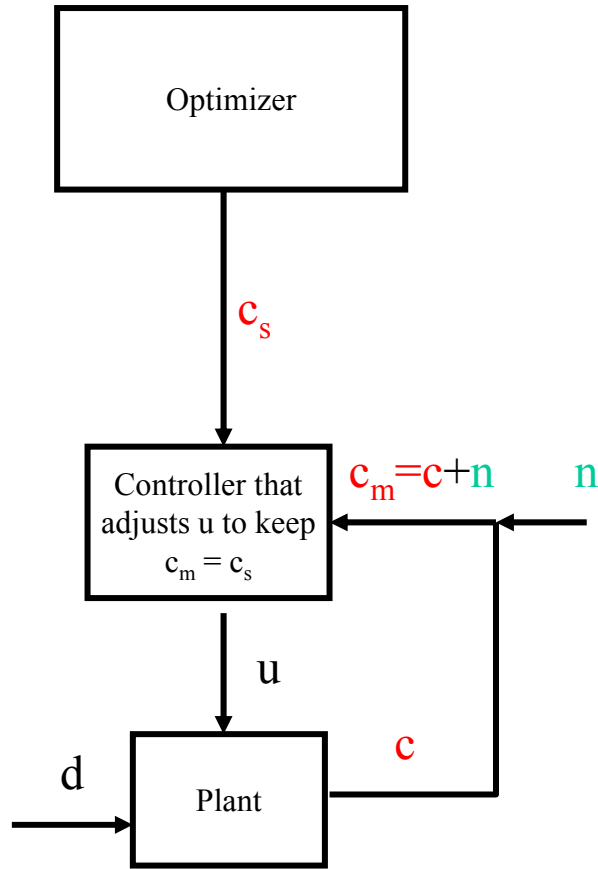 Optimizer
cₛ
Controller that
adjusts u to keep
cₘ = cₛ
cₘ=c+n
n
u
c
d
Plant